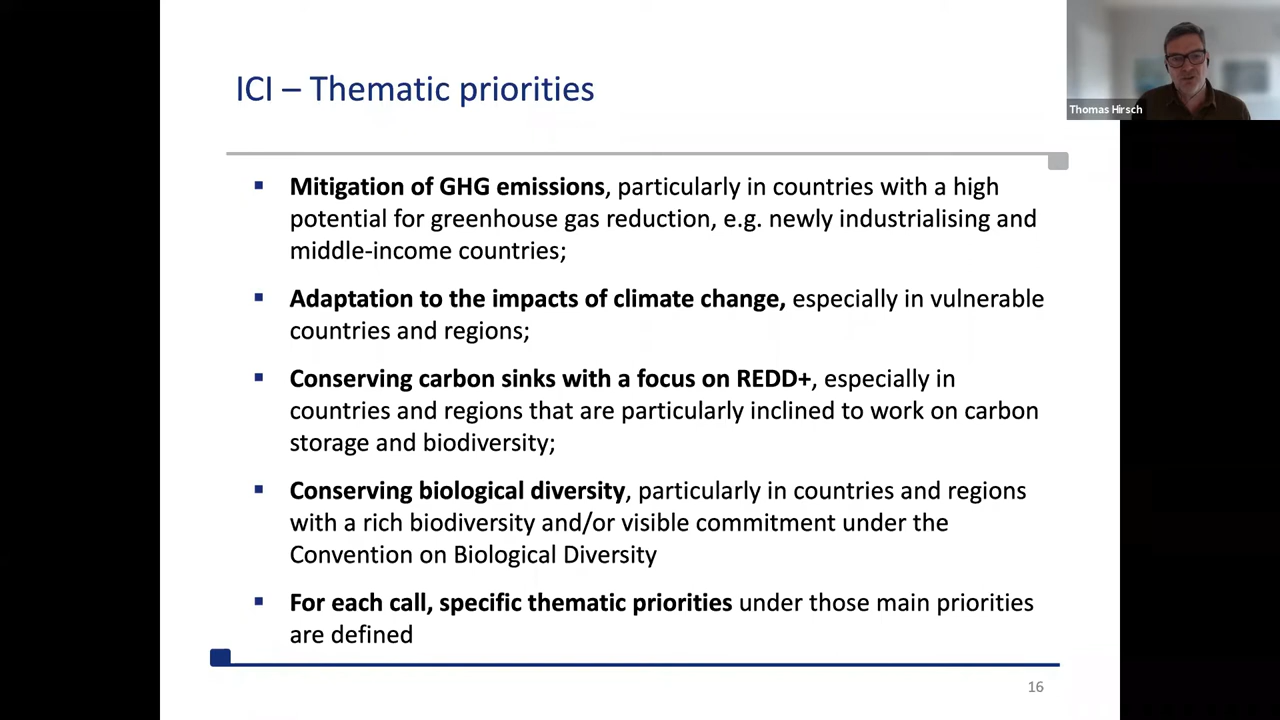 ICI – Thematic priorities
Thomas Hirsch
▪ Mitigation of GHG emissions, particularly in countries with a high
potential for greenhouse gas reduction, e.g. newly industrialising and
middle-income countries;
▪ Adaptation to the impacts of climate change, especially in vulnerable
countries and regions;
▪ Conserving carbon sinks with a focus on REDD+, especially in
countries and regions that are particularly inclined to work on carbon
storage and biodiversity;
▪ Conserving biological diversity, particularly in countries and regions
with a rich biodiversity and/or visible commitment under the
Convention on Biological Diversity
▪ For each call, specific thematic priorities under those main priorities
are defined
16